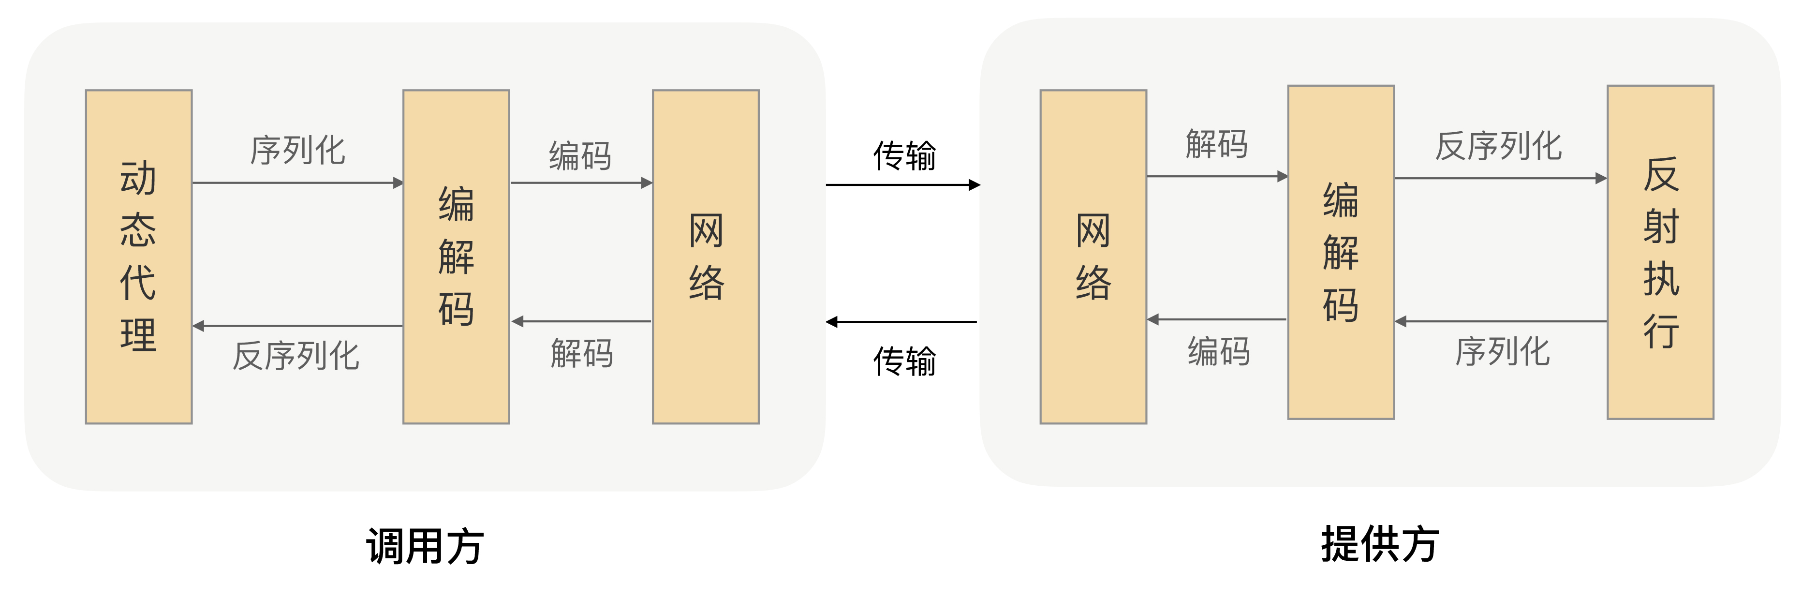 动态代理
序列化
反序列化
编解码
编码
解码
网络
传输
传输
网络
解码
编码
编解码
反序列化
序列化
反射执行
调用方
提供方